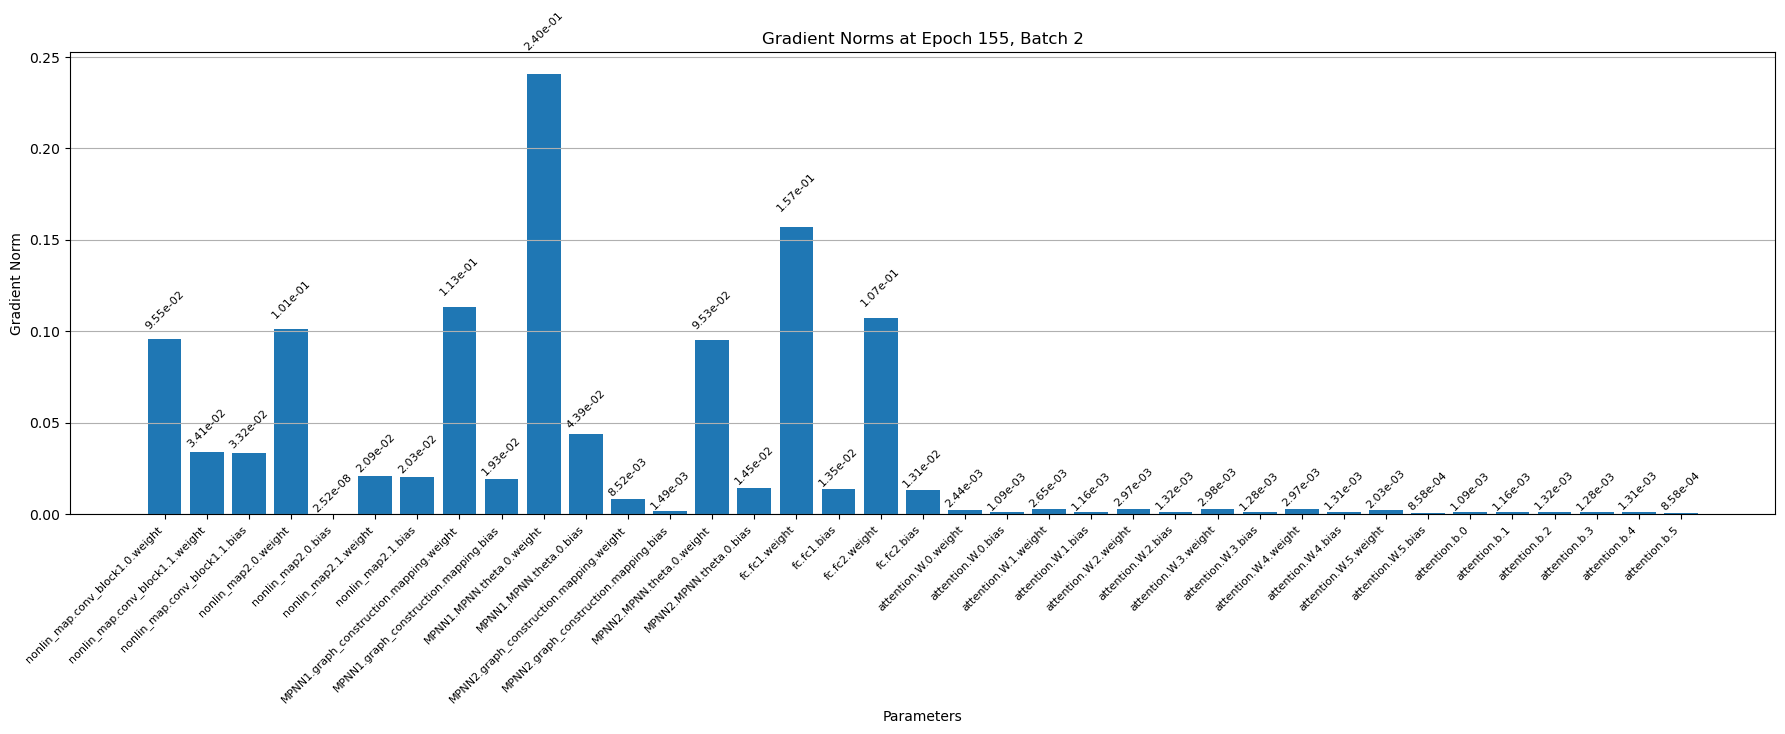 Gradient Norms at Epoch 155, Batch 2
Gradient Norm
0.25
0.20
0.15
0.10
0.05
0.00
9.55e-02
3.41e-02
3.32e-02
1.01e-01
2.52e-08
2.09e-02
2.03e-02
1.13e-01
1.93e-02
2.40e-01
4.39e-02
8.52e-03
1.49e-03
9.53e-02
1.45e-02
1.57e-01
1.35e-02
1.07e-01
1.31e-02
2.44e-03
1.09e-03
2.65e-03
1.16e-03
2.97e-03
1.32e-03
2.98e-03
1.28e-03
2.97e-03
1.31e-03
2.03e-03
8.58e-04
1.09e-03
1.16e-03
1.32e-03
1.28e-03
1.31e-03
8.58e-04
nonlin_map.conv_block1.0.weight
nonlin_map.conv_block1.1.weight
nonlin_map.conv_block1.1.bias
nonlin_map2.0.weight
nonlin_map2.0.bias
nonlin_map2.1.weight
nonlin_map2.1.bias
MPNN1.graph_construction.mapping.weight
MPNN1.graph_construction.mapping.bias
MPNN1.MPNN.theta.0.weight
MPNN1.MPNN.theta.0.bias
MPNN2.graph_construction.mapping.weight
MPNN2.graph_construction.mapping.bias
MPNN2.MPNN.theta.0.weight
MPNN2.MPNN.theta.0.bias
fc.fc1.weight
fc.fc1.bias
fc.fc2.weight
fc.fc2.bias
attention.W.0.weight
attention.W.0.bias
attention.W.1.weight
attention.W.1.bias
attention.W.2.weight
attention.W.2.bias
attention.W.3.weight
attention.W.3.bias
attention.W.4.weight
attention.W.4.bias
attention.W.5.weight
attention.W.5.bias
attention.b.0
attention.b.1
attention.b.2
attention.b.3
attention.b.4
attention.b.5
Parameters